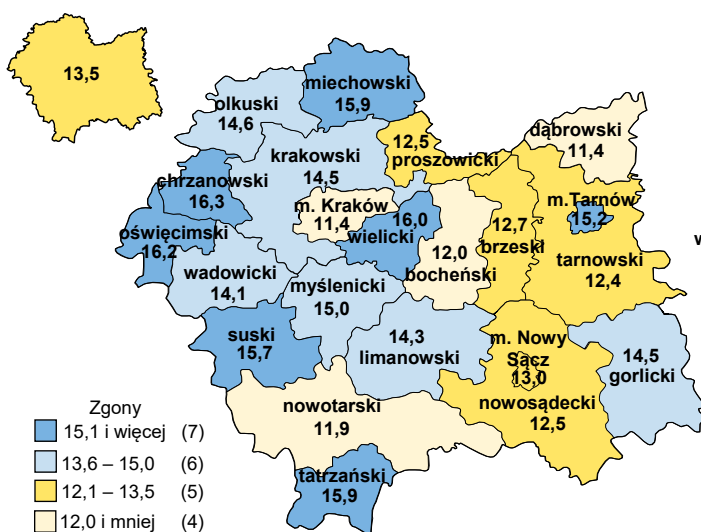 13,5
miechowski
15,9
olkuski
14,6
dąbrowski
11,4
12,5
proszowicki
krakowski
14,5
chrzanowski
16,3
m. Kraków
11,4
16,0
wielicki
m.Tarnów
15,2
oświęcimski
16,2
12,0
bocheński
12,7
brzeski
tarnowski
12,4
w
wadowicki
14,1
myślenicki
15,0
suski
15,7
14,3
limanowski
m. Nowy
Sącz
13,0
nowosądecki
12,5
14,5
gorlicki
nowotarski
11,9
tatrzański
15,9
Zgony
15,1 i więcej (7)
13,6 – 15,0 (6)
12,1 – 13,5 (5)
12,0 i mniej (4)